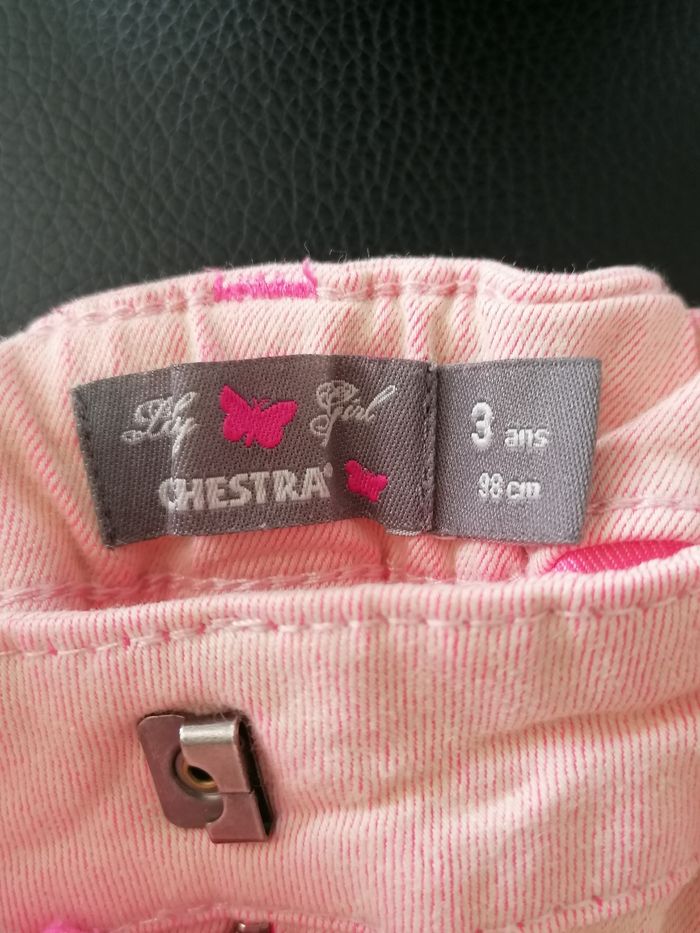 Lily Girl
CHESTRA
3 ans
98 cm